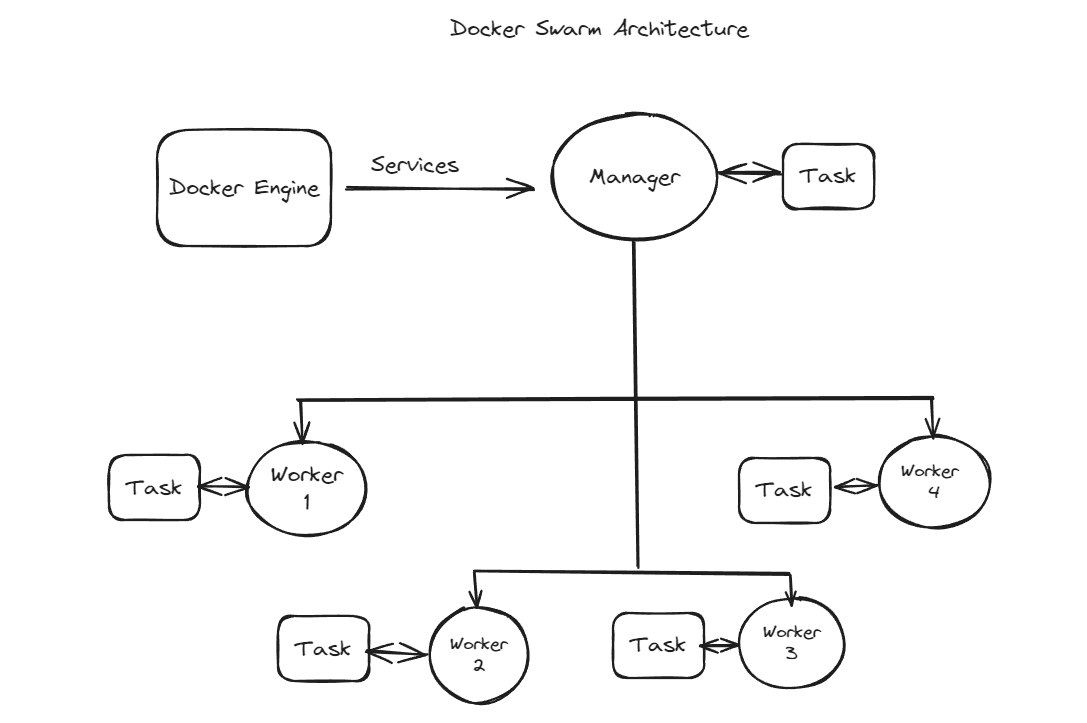 Docker Swarm Architecture
Services
Docker Engine
Manager
Task
Task
Worker
1
Task
Worker
4
Task
Worker
2
Task
Worker
3